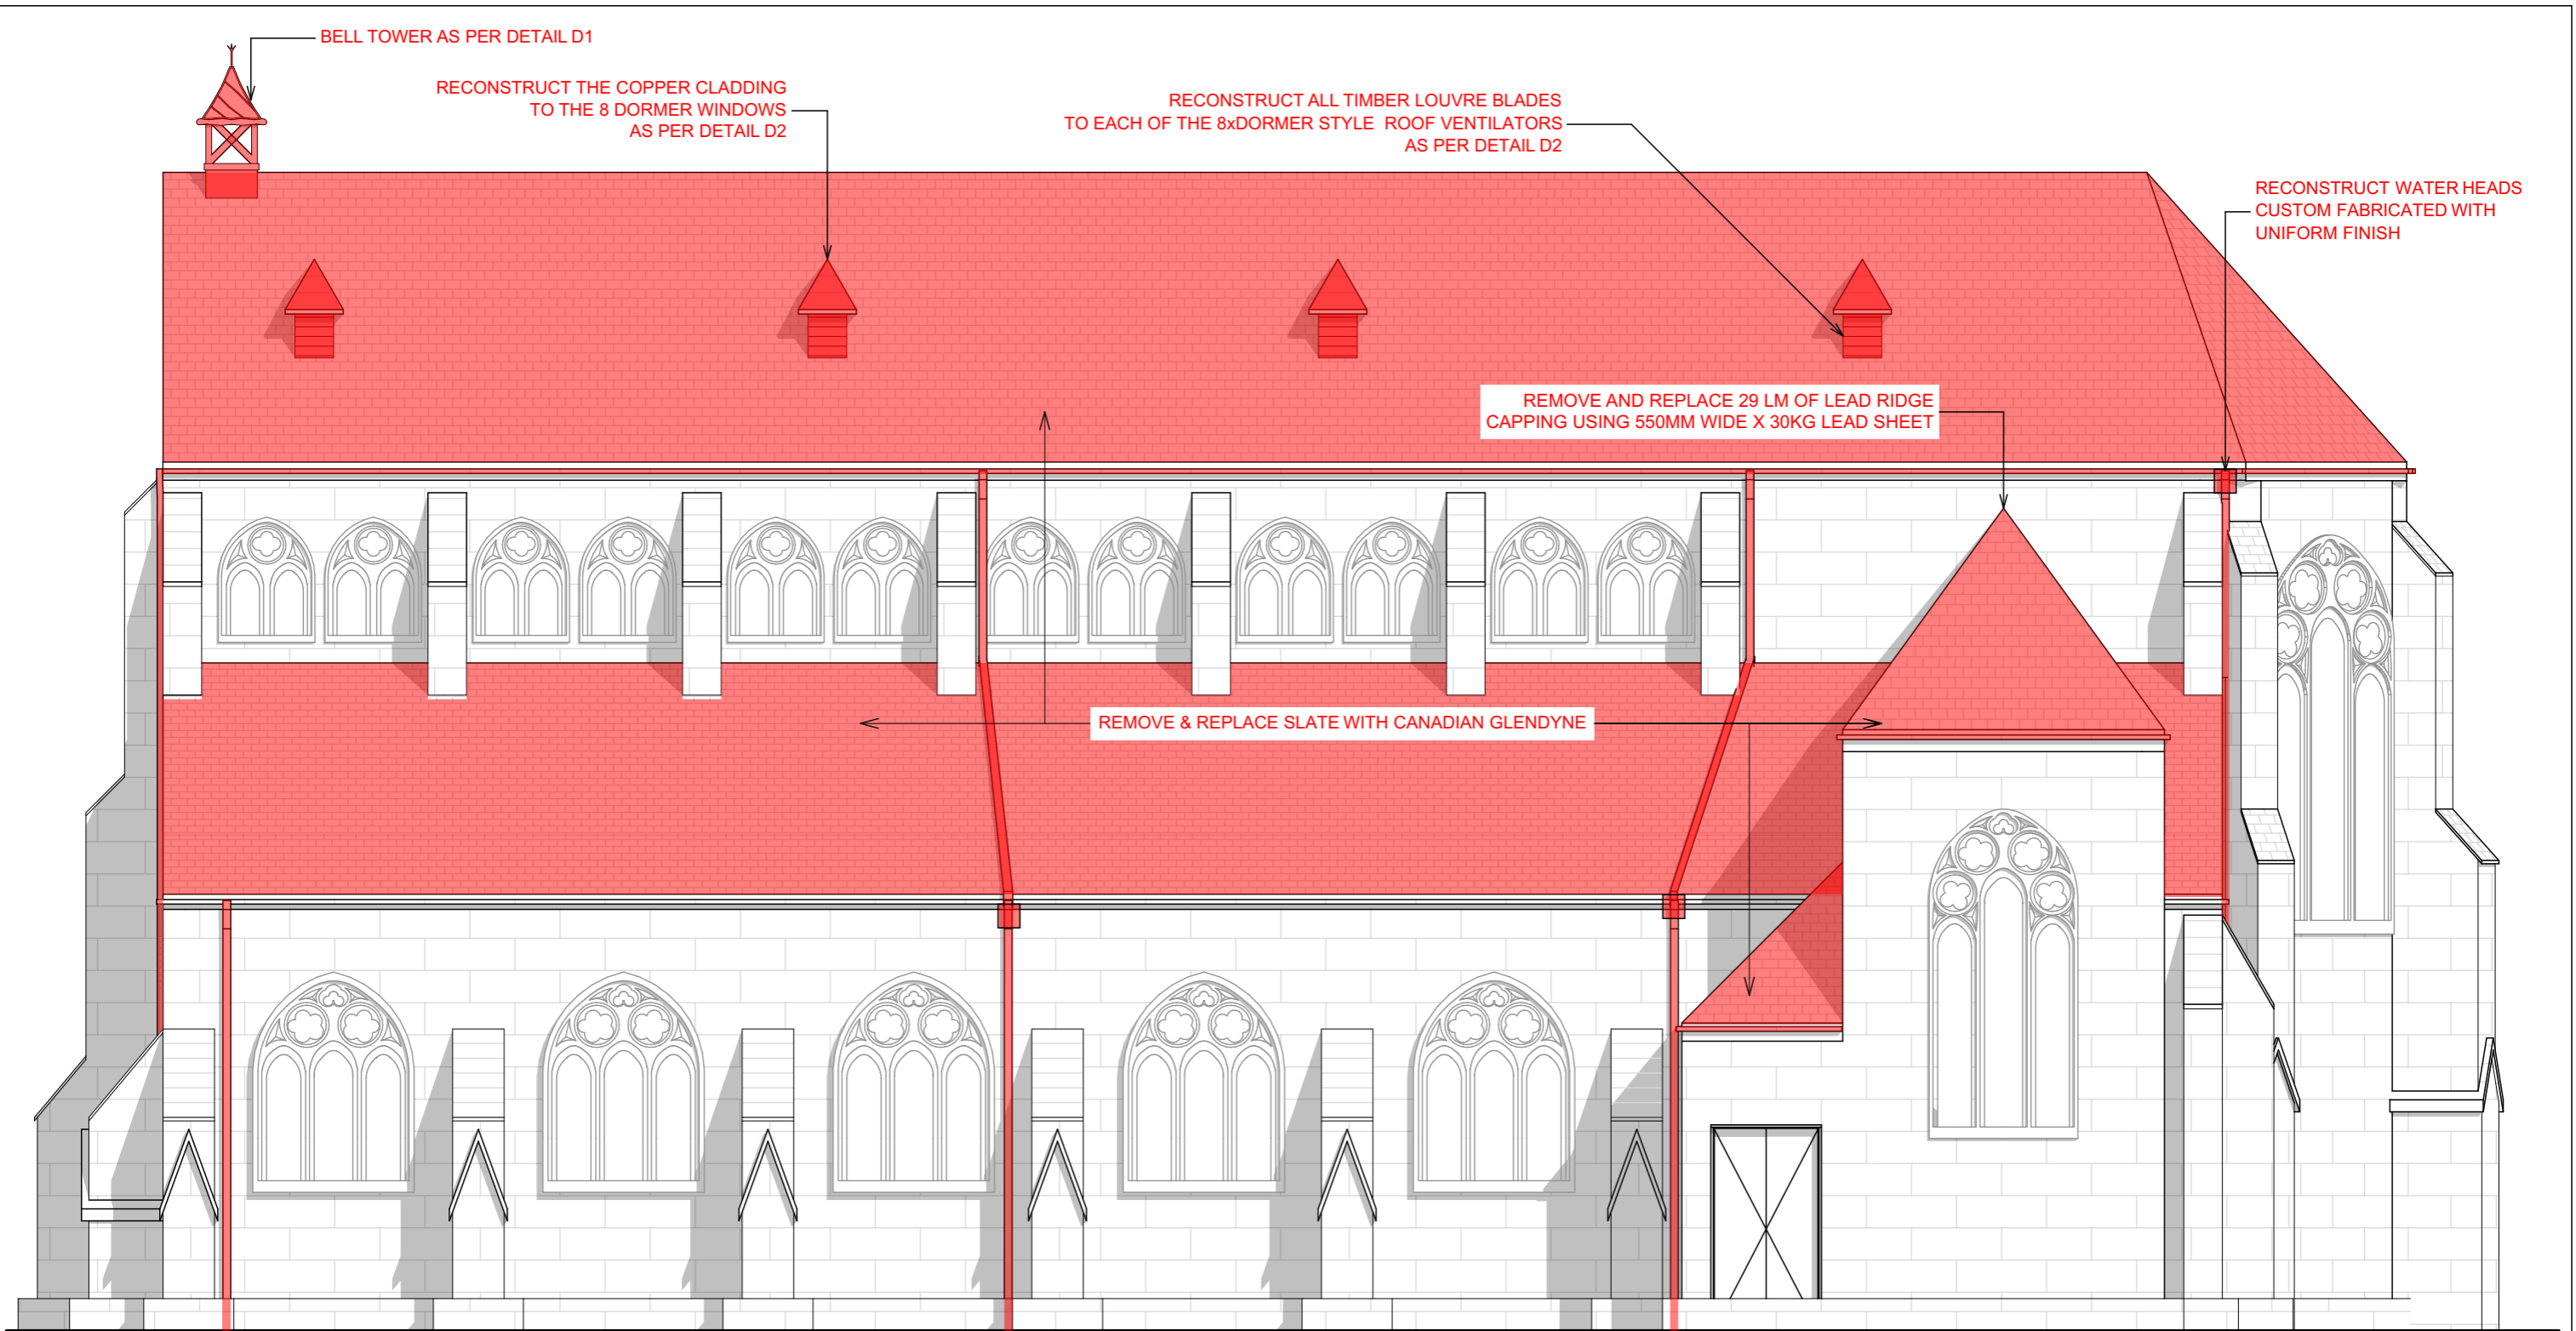 BELL TOWER AS PER DETAIL D1
RECONSTRUCT THE COPPER CLADDING
TO THE 8 DORMER WINDOWS
AS PER DETAIL D2
RECONSTRUCT ALL TIMBER LOUVRE BLADES
TO EACH OF THE 8xDORMER STYLE ROOF VENTILATORS
AS PER DETAIL D2
RECONSTRUCT WATER HEADS
CUSTOM FABRICATED WITH
UNIFORM FINISH
REMOVE AND REPLACE 29 LM OF LEAD RIDGE
CAPPING USING 550MM WIDE X 30KG LEAD SHEET
REMOVE & REPLACE SLATE WITH CANADIAN GLENDYNE